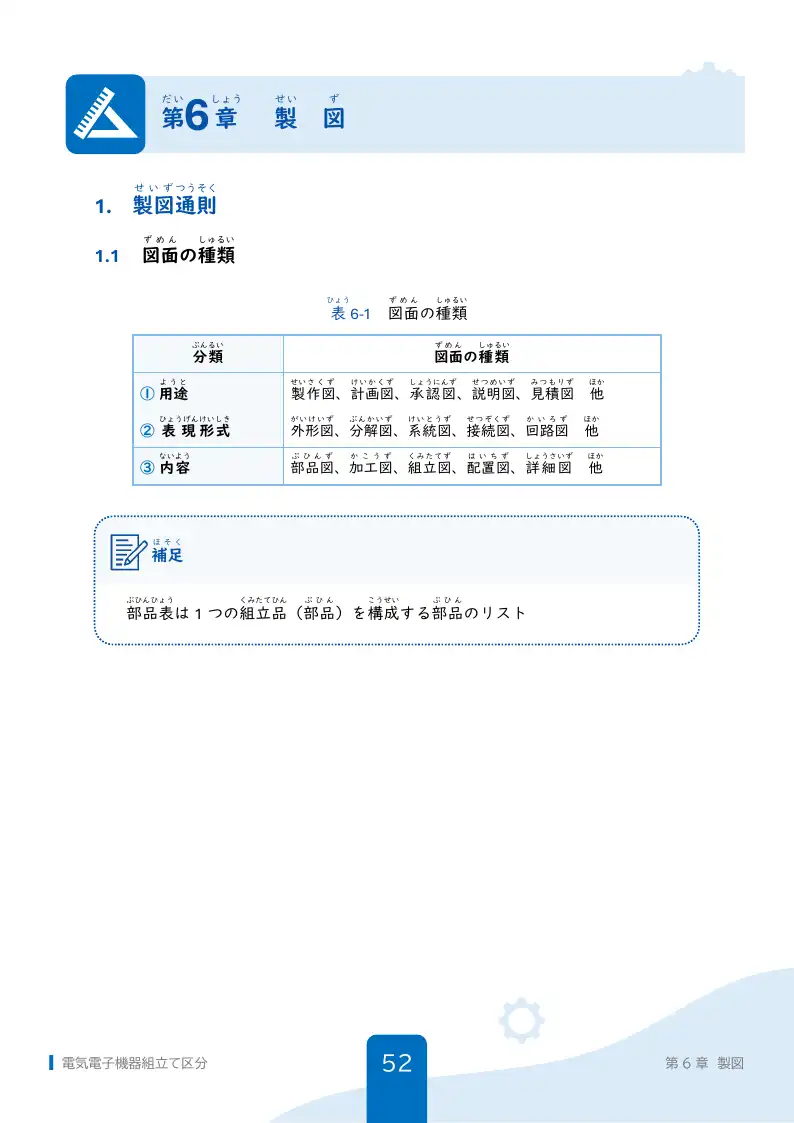 だい しょう せい ず
第6章 製 図
せいずつうそく
1. 製図通則
ずめん しゅるい
1.1 図面の種類
ひょう ずめん しゅるい
表 6-1 図面の種類
ぶんるい ずめん しゅるい
分類 図面の種類
ようと せいさくず けいかくず しょうにんず せつめいず みつもりず ほか
① 用途 製作図、計画図、承認図、説明図、見積図 他
ひょうげんけいしき がいけいず ぶんかいず けいとうず せつぞくず かいろず ほか
② 表現形式 外形図、分解図、系統図、接続図、回路図 他
ないよう ぶひんず かこうず くみたてず はいちず しょうさいず ほか
③ 内容 部品図、加工図、組立図、配置図、詳細図 他
ほそく
補足
ぶひんひょう くみたてひん ぶひん こうせい ぶひん
部品表は 1 つの組立品（部品）を構成する部品のリスト
電気電子機器組立て区分 52 第 6 章 製図